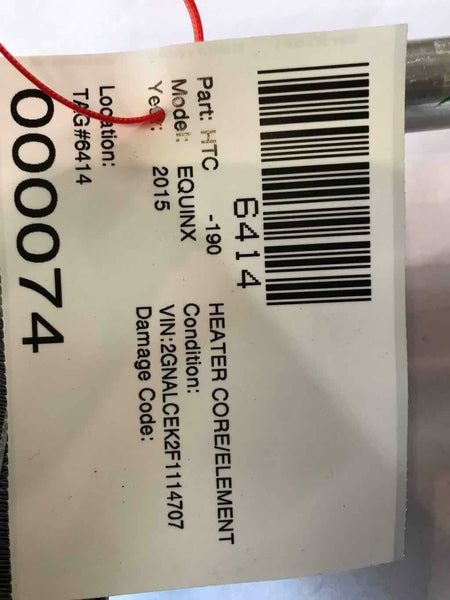 6414
Part: HTC -190 HEATER CORE/ELEMENT
Model: EQUINX Condition:
Year: 2015 VIN:2GNALCEK2F1114707
Damage Code:
Location:
TAG#6414
000074